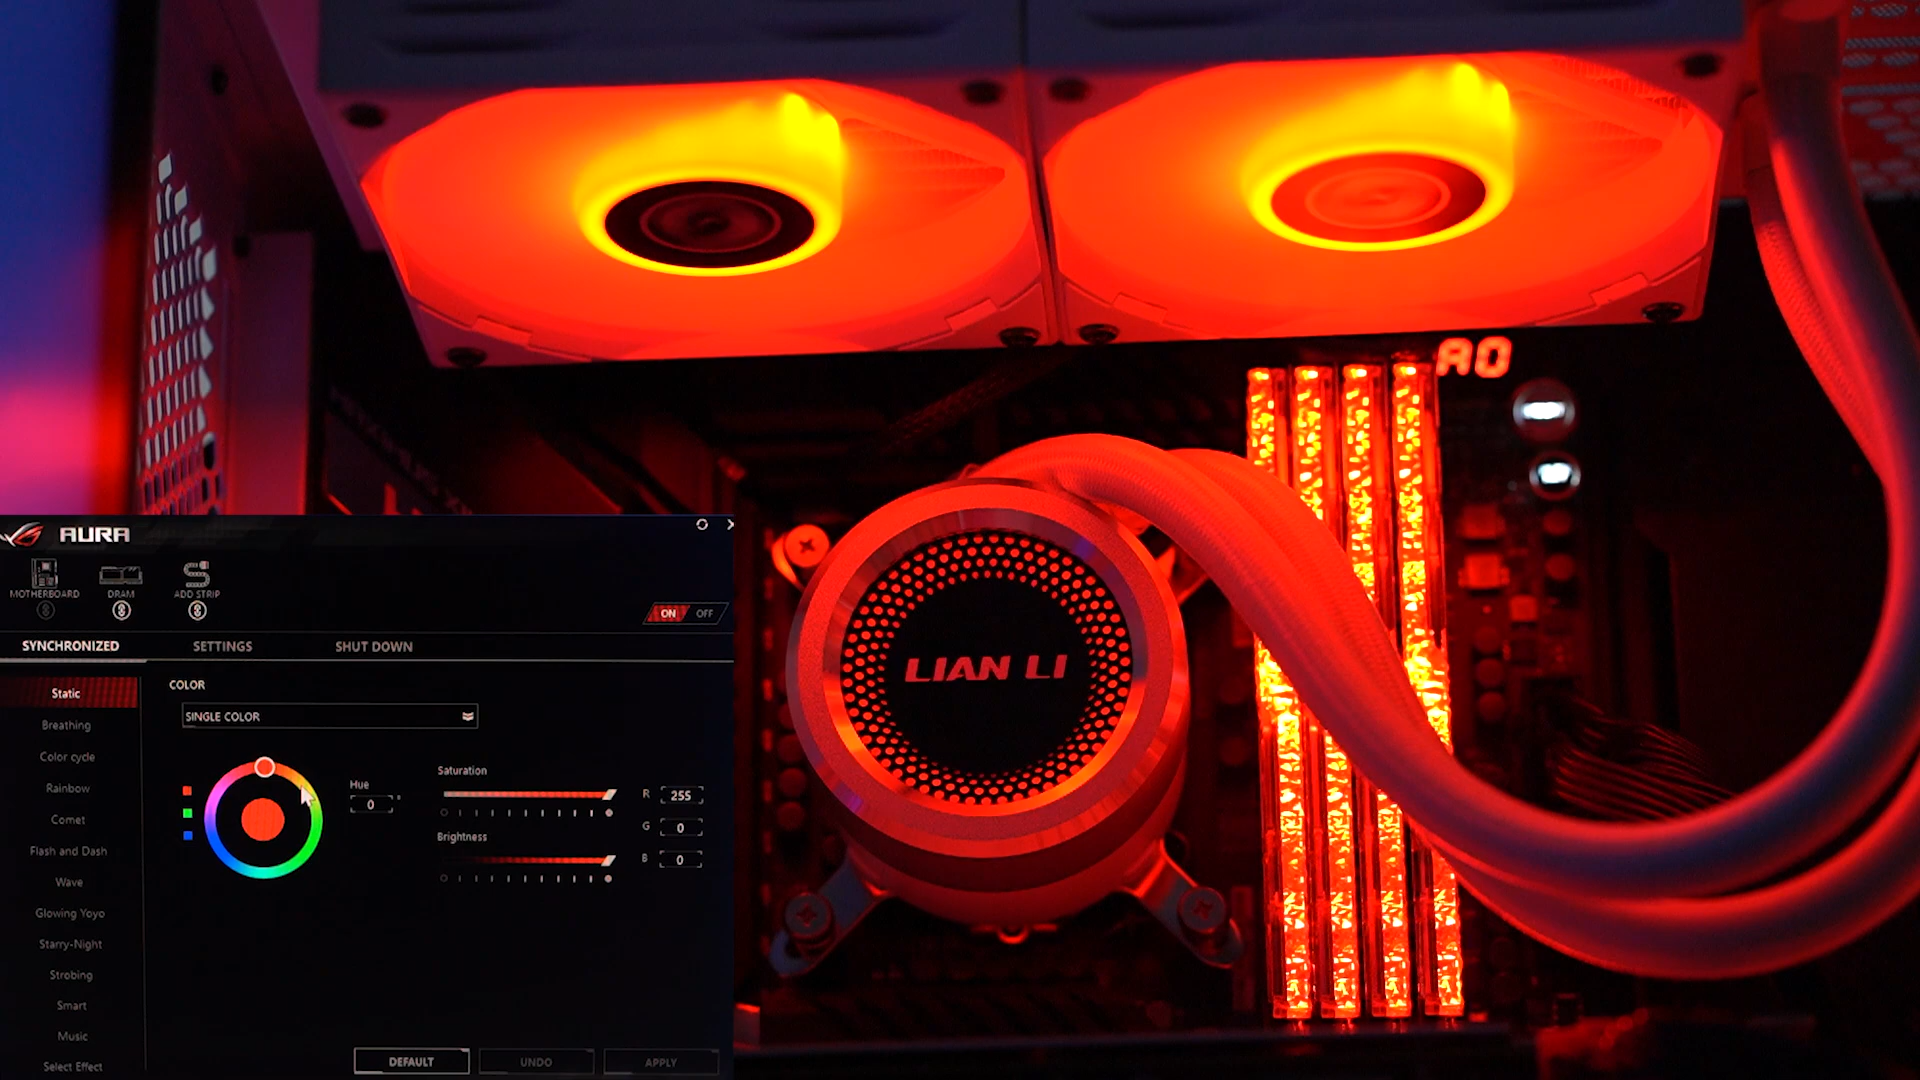 A0
LIAN LI
AURA
MOTHERBOARD
DRAM
ADD STRIP
ON OFF
SYNCHRONIZED SETTINGS SHUT DOWN
Static
Breathing
Color cycle
Rainbow
Comet
Flash and Dash
Wave
Glowing Yoyo
Starry-Night
Strobing
Smart
Music
Select Effect
COLOR
SINGLE COLOR
Hue
0 °
Saturation
Brightness
R 255
G 0
B 0
DEFAULT UNDO APPLY